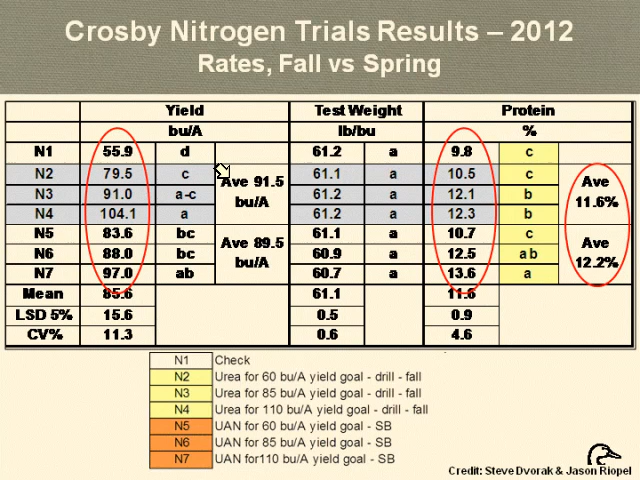 Crosby Nitrogen Trials Results – 2012
Rates, Fall vs Spring
Yield Test Weight Protein
bu/A lb/bu %
N1 55.9 d 61.2 a 9.8 c
N2 79.5 c 61.1 a 10.5 c
N3 91.0 a-c 61.2 a 12.1 b
N4 104.1 a 61.2 a 12.3 b
Ave 91.5 bu/A
Ave 11.6%
N5 83.6 bc 61.1 a 10.7 c
N6 88.0 bc 60.9 a ab 12.5
N7 97.0 ab 60.7 a 13.6 a
Ave 89.5 bu/A
Ave 12.2%
Mean 85.6 61.1 11.6
LSD 5% 15.6 0.5 0.9
CV% 11.3 0.6 4.6
N1 Check
N2 Urea for 60 bu/A yield goal - drill - fall
N3 Urea for 85 bu/A yield goal - drill - fall
N4 Urea for 110 bu/A yield goal - drill - fall
N5 UAN for 60 bu/A yield goal - SB
N6 UAN for 85 bu/A yield goal - SB
N7 UAN for110 bu/A yield goal - SB
Credit: Steve Dvorak & Jason Riopel